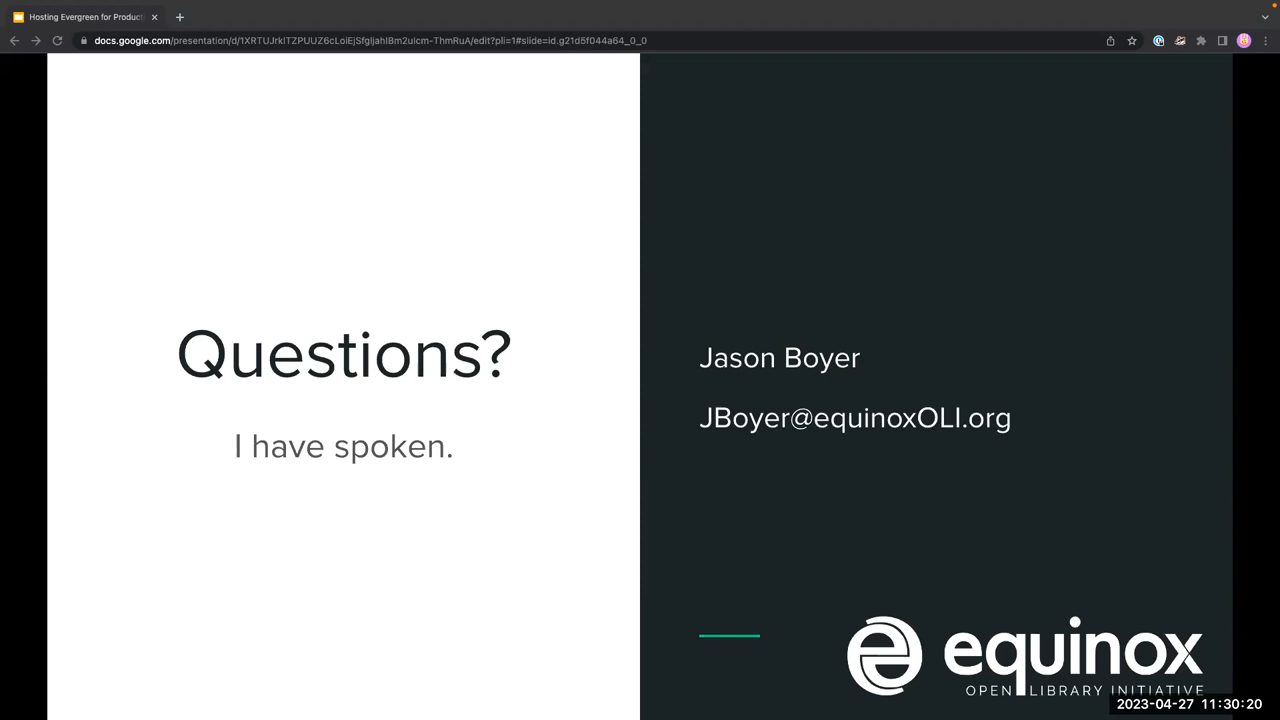 Hosting Evergreen for Product
docs.google.com/presentation/d/1XRTUJrkITZPUUZ6cLoiEjSfgIjahIBm2uIcm-ThmRuA/edit?pli=1#slide=id.g21d5f044a64_0_0
Questions?
I have spoken.
Jason Boyer
JBoyer@equinoxOLI.org
equinox
OPEN LIBRARY INITIATIVE
2023-04-27 11:30:20